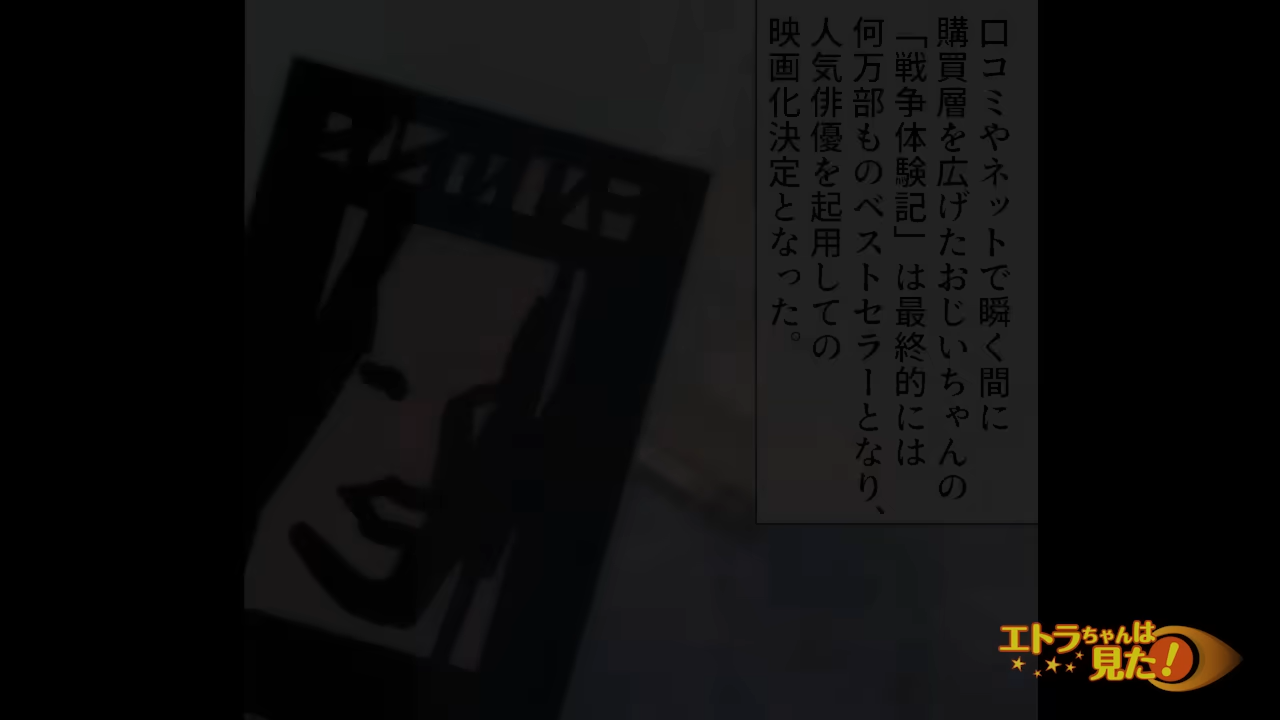 口コミやネットで瞬く間に
購買層を広げたおじいちゃんの
「戦争体験記」は最終的には
何万部ものベストセラーとなり、
人気俳優を起用しての
映画化決定となった。
エトラちゃんは
見た!